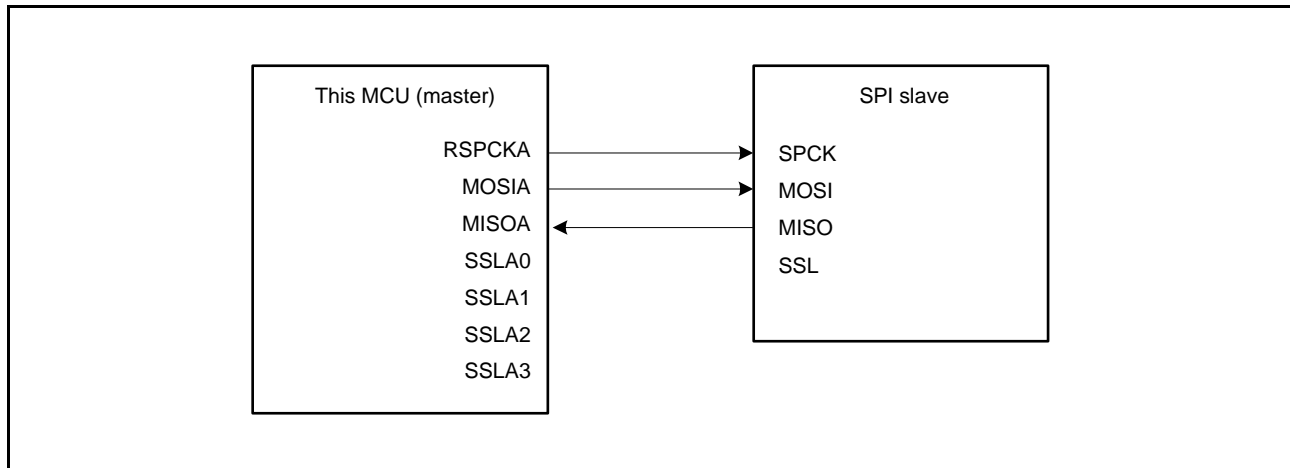 This MCU (master)
RSPCKA
MOSIA
MISOA
SSLA0
SSLA1
SSLA2
SSLA3
SPI slave
SPCK
MOSI
MISO
SSL